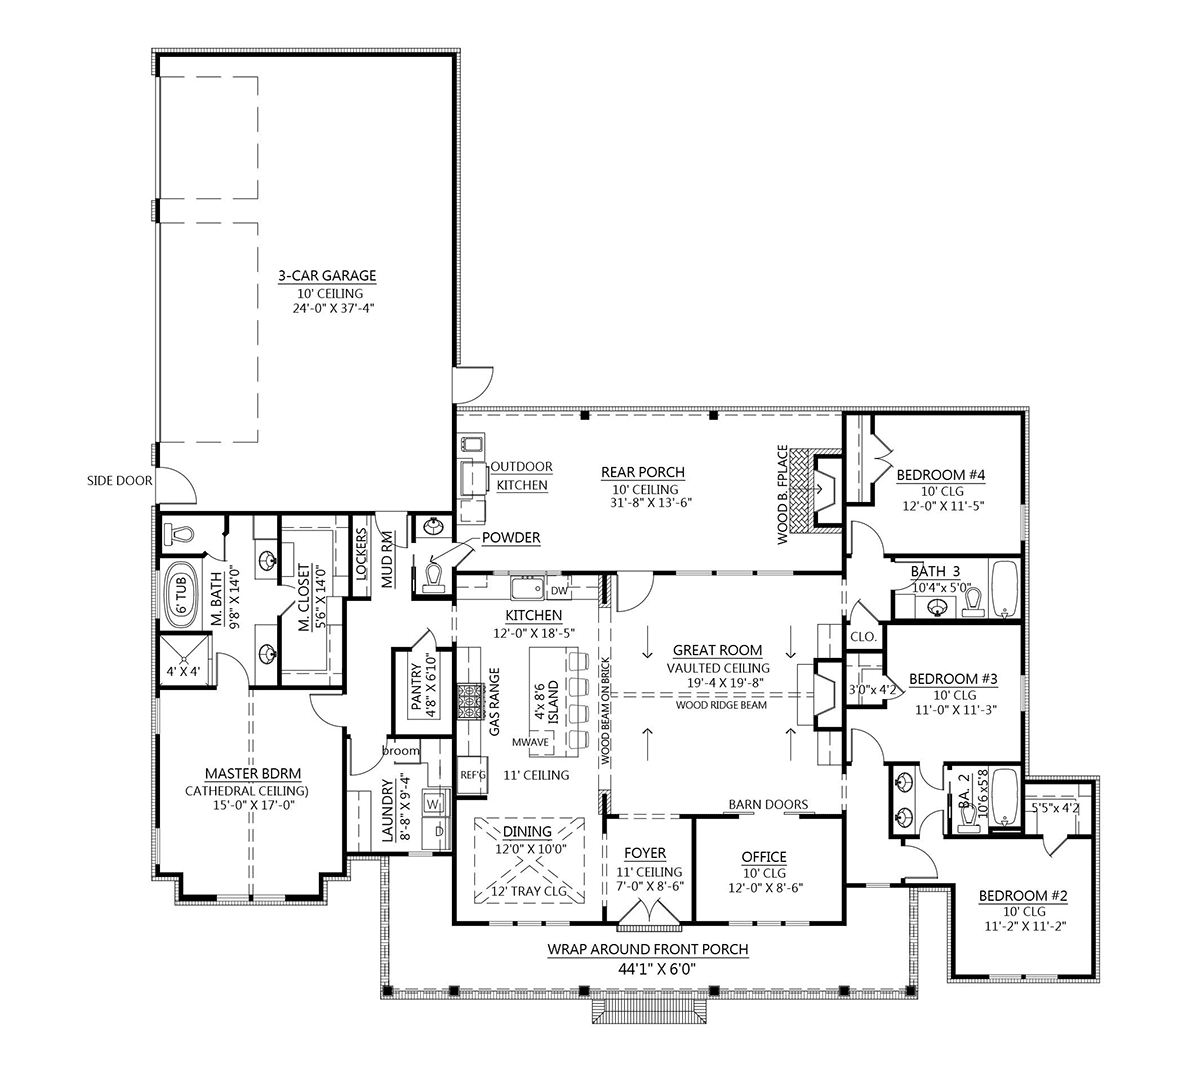 3-CAR GARAGE
10' CEILING
24'-0" X 37'-4"
SIDE DOOR
OUTDOOR
KITCHEN
REAR PORCH
10' CEILING
31'-8" X 13'-6"
WOOD B. FPLACE
BEDROOM #4
10' CLG
12'-0" X 11'-5"
POWDER
LOCKERS
MUD RM
M. CLOSET
5'6" X 14'0"
M. BATH
9'8" X 14'0"
6' TUB
4' X 4'
BATH 3
10'4"x 5'0"
CLO.
KITCHEN
12'-0" X 18'-5"
DW
GREAT ROOM
VAULTED CEILING
19'-4 X 19'-8"
WOOD RIDGE BEAM
WOOD BEAM ON BRICK
GAS RANGE
4'x 8'6
ISLAND
MWAVE
REF'G
11' CEILING
PANTRY
4'8" X 6'10"
3'0"x 4'2
BEDROOM #3
10' CLG
11'-0" X 11'-3"
broom
LAUNDRY
8'-8" X 9'-4"
W
D
MASTER BDRM
CATHEDRAL CEILING)
15'-0" X 17'-0"
BA. 2
10'6 x5'8
5'5"x 4'2
BARN DOORS
DINING
12'0" X 10'0"
12' TRAY CLG
FOYER
11' CEILING
7'-0" X 8'-6"
OFFICE
10' CLG
12'-0" X 8'-6"
BEDROOM #2
10' CLG
11'-2" X 11'-2"
WRAP AROUND FRONT PORCH
44'1" X 6'0"